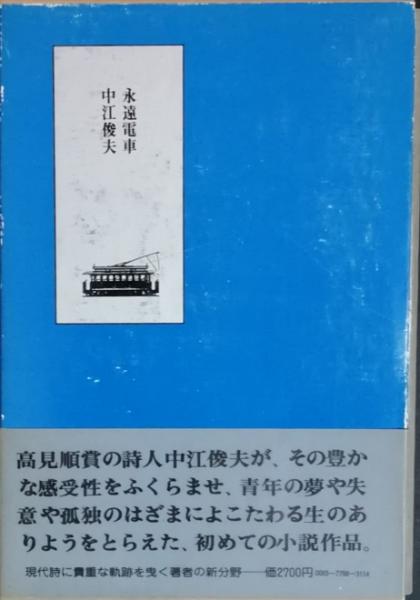 永遠電車
中江俊夫
高見順賞の詩人中江俊夫が、その豊か
な感受性をふくらませ、青年の夢や失
意や孤独のはざまによこたわる生のあ
りようをとらえた、初めての小説作品。
現代詩に貴重な軌跡を曳く著者の新分野──価2700円